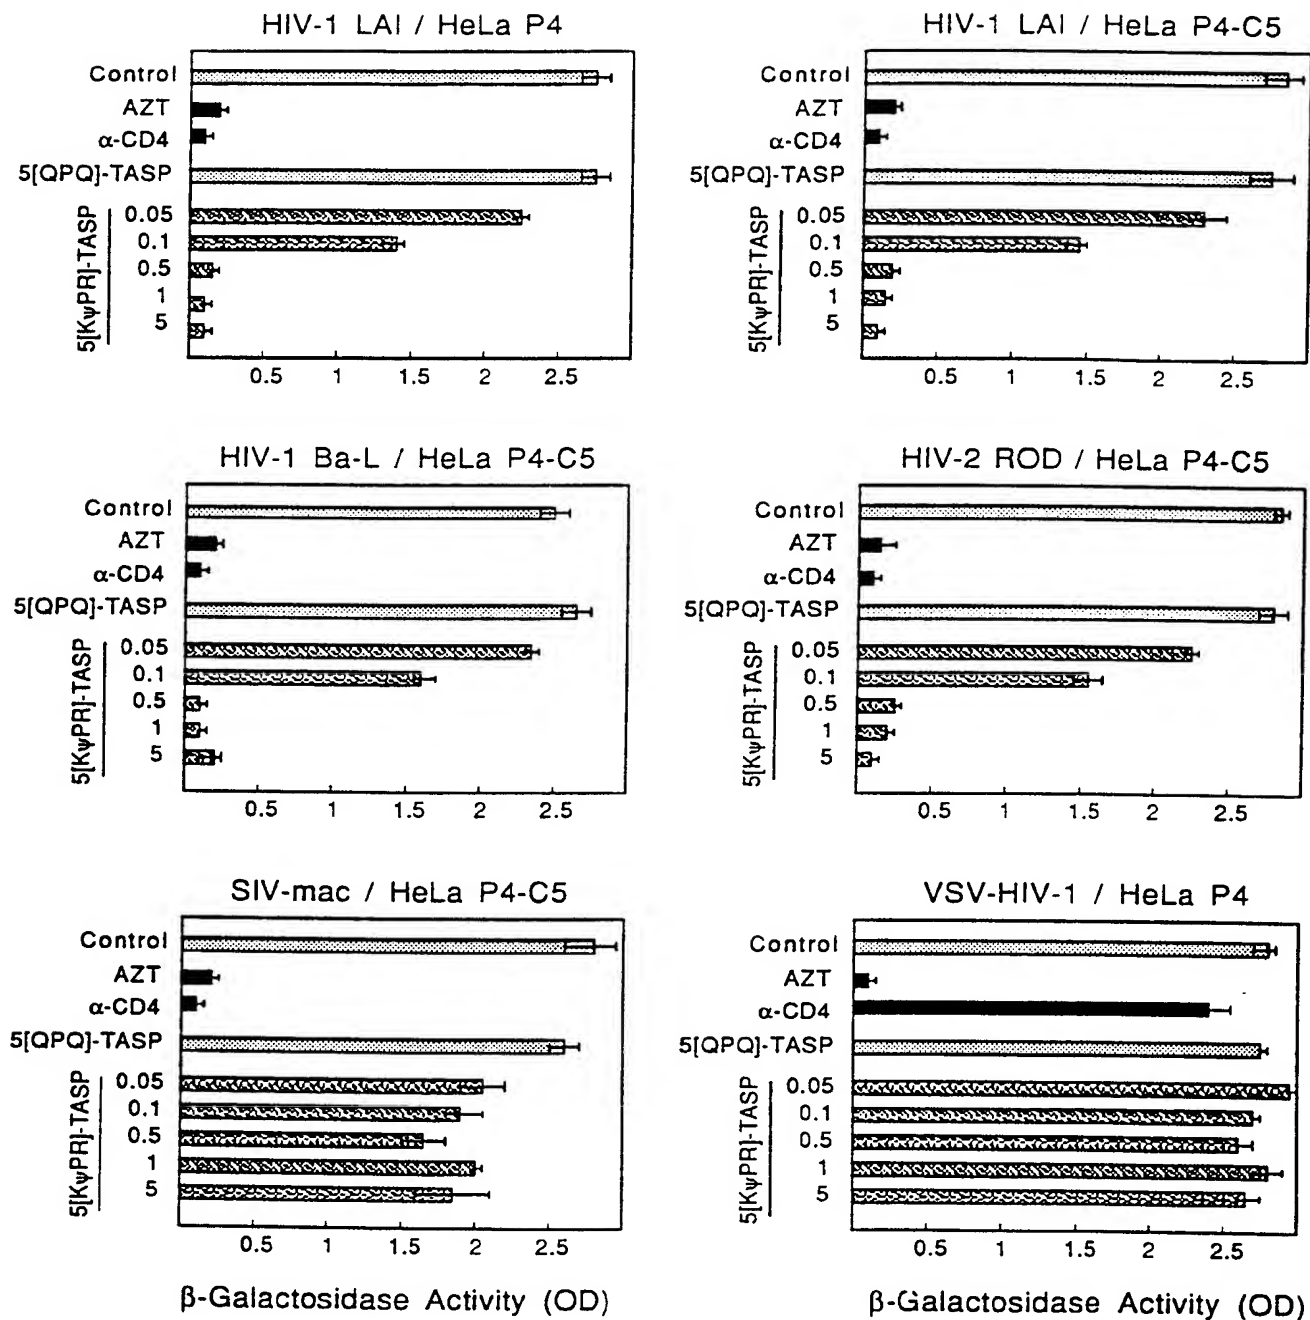 HIV-1 LAI / HeLa P4
Control
AZT
α-CD4
5[QPQ]-TASP
5[KψPR]-TASP
0.05
0.1
0.5
1
5
0.5 1 1.5 2 2.5
HIV-1 LAI / HeLa P4-C5
Control
AZT
α-CD4
5[QPQ]-TASP
5[KψPR]-TASP
0.05
0.1
0.5
1
5
0.5 1 1.5 2 2.5
HIV-1 Ba-L / HeLa P4-C5
Control
AZT
α-CD4
5[QPQ]-TASP
5[KψPR]-TASP
0.05
0.1
0.5
1
5
0.5 1 1.5 2 2.5
HIV-2 ROD / HeLa P4-C5
Control
AZT
α-CD4
5[QPQ]-TASP
5[KψPR]-TASP
0.05
0.1
0.5
1
5
0.5 1 1.5 2 2.5
SIV-mac / HeLa P4-C5
Control
AZT
α-CD4
5[QPQ]-TASP
5[KψPR]-TASP
0.05
0.1
0.5
1
5
0.5 1 1.5 2 2.5
β-Galactosidase Activity (OD)
VSV-HIV-1 / HeLa P4
Control
AZT
α-CD4
5[QPQ]-TASP
5[KψPR]-TASP
0.05
0.1
0.5
1
5
0.5 1 1.5 2 2.5
β-Galactosidase Activity (OD)